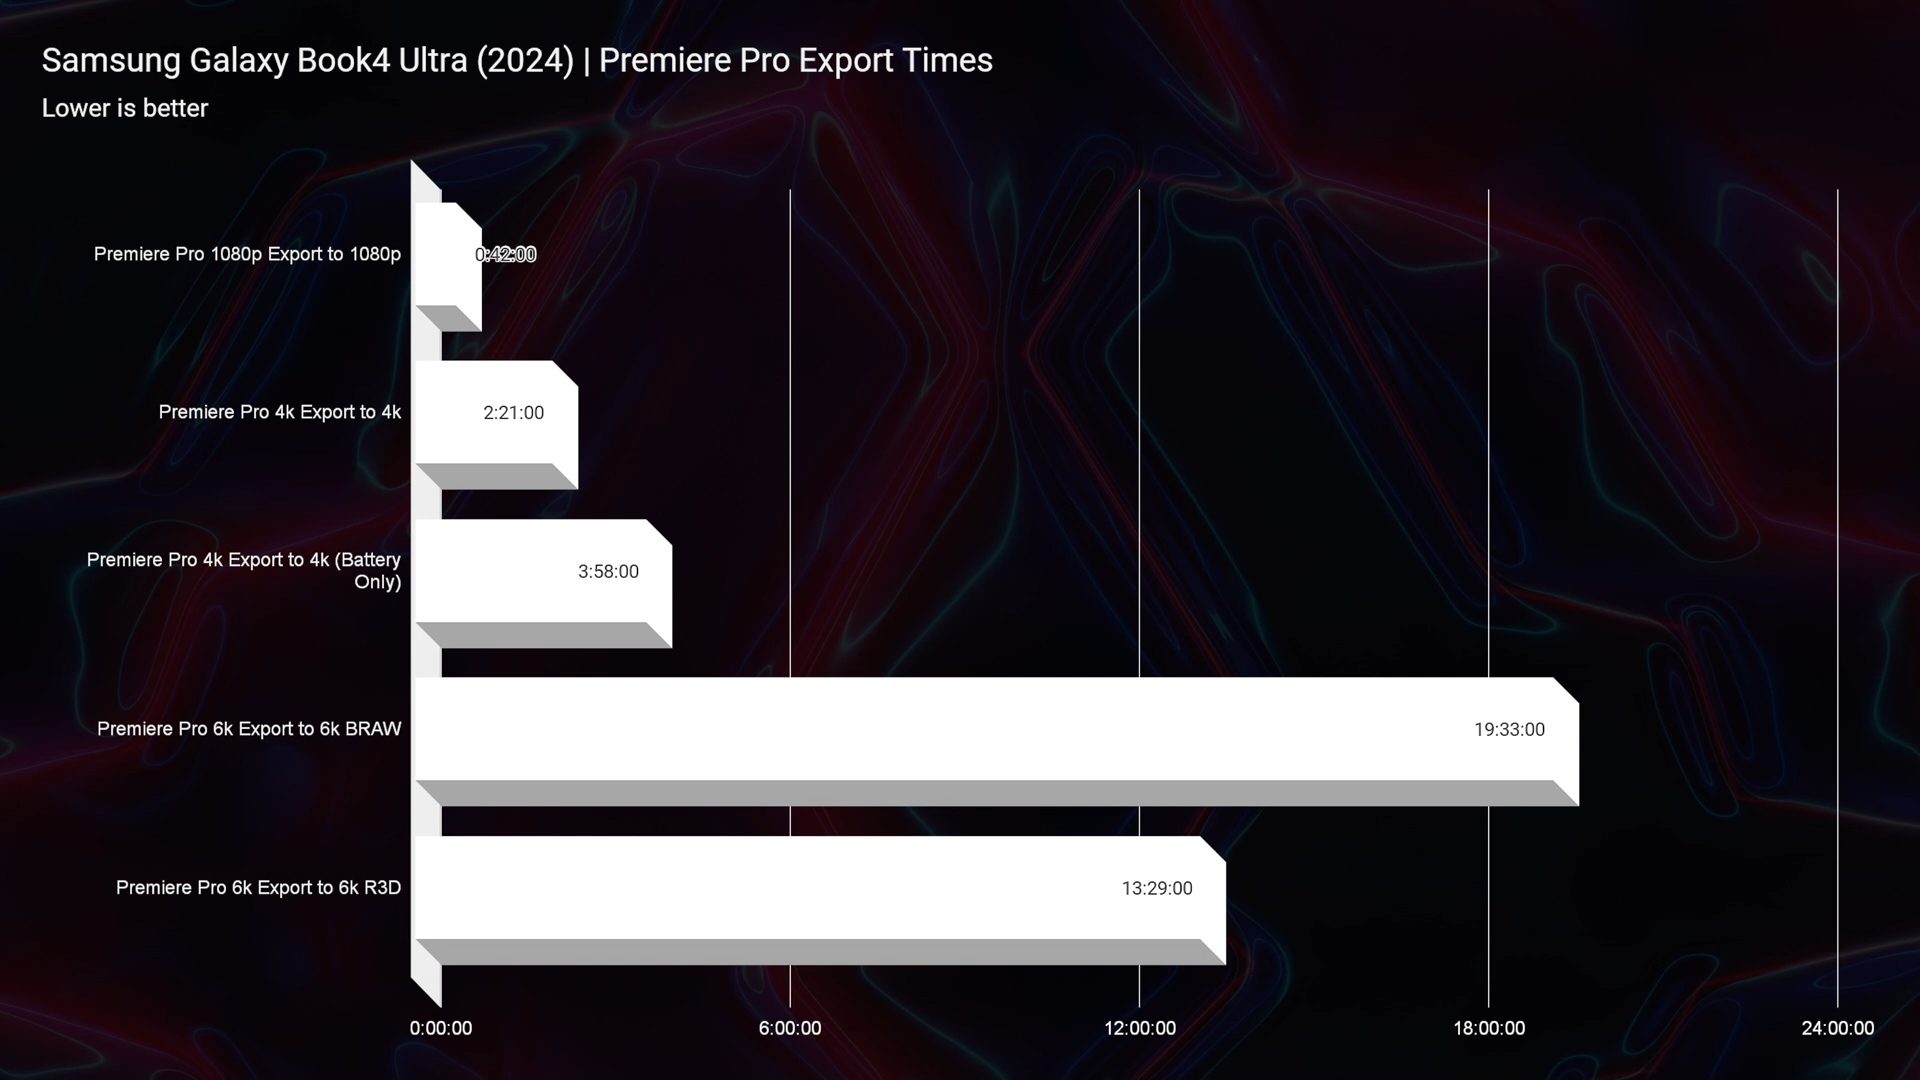 Samsung Galaxy Book4 Ultra (2024) | Premiere Pro Export Times
Lower is better
Premiere Pro 1080p Export to 1080p
0:42:00
Premiere Pro 4k Export to 4k
2:21:00
Premiere Pro 4k Export to 4k (Battery
Only)
3:58:00
Premiere Pro 6k Export to 6k BRAW
19:33:00
Premiere Pro 6k Export to 6k R3D
13:29:00
0:00:00
6:00:00
12:00:00
18:00:00
24:00:00